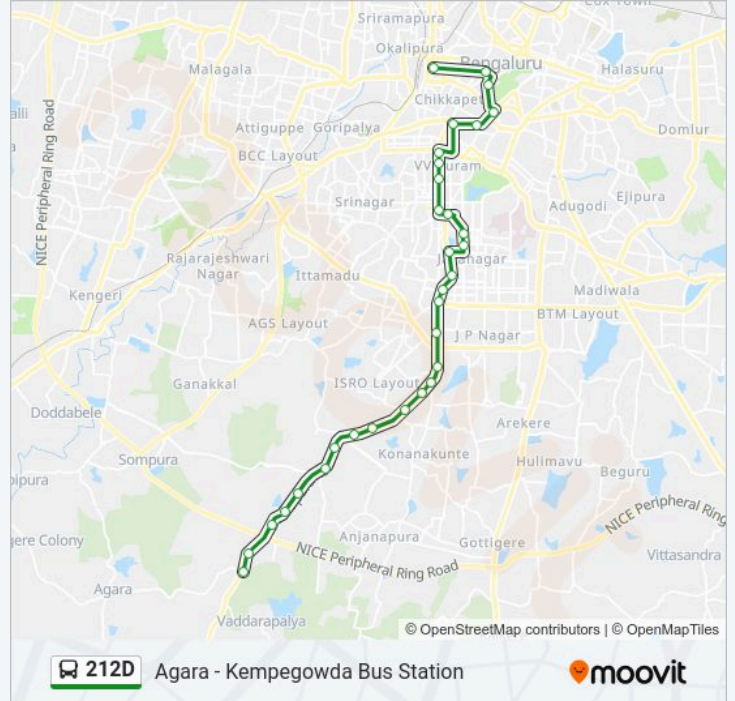 Cox Town
Sriramapura
Okalipura
Bengaluru
Malagala
Halasuru
Chikkapet
Attiguppe
Goripalya
Domlur
BCC Layout
Srinagar
Ejipura
Adugodi
NICE Peripheral Ring Road
Rajarajeshwari
Nagar
Ittamadu
Kengeri
Madiwala
BTM Layout
AGS Layout
J P Nagar
Ganakkal
ISRO Layout
Doddabele
Arekere
Konanakunte
Sompura
Hulimavu
Beguru
NICE Peripheral Ring
Anjanapura
Gottigere
Vittasandra
NICE Peripheral Ring Road
Agara
Vaddarapalya
© OpenStreetMap contributors | © OpenMapTiles
212D Agara - Kempegowda Bus Station
moovit